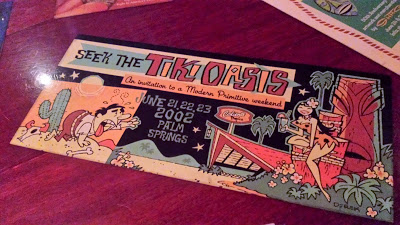 SEEK THE TIKI OASIS
An invitation to a Modern Primitive weekend
JUNE 21, 22, 23
2002
PALM
SPRINGS